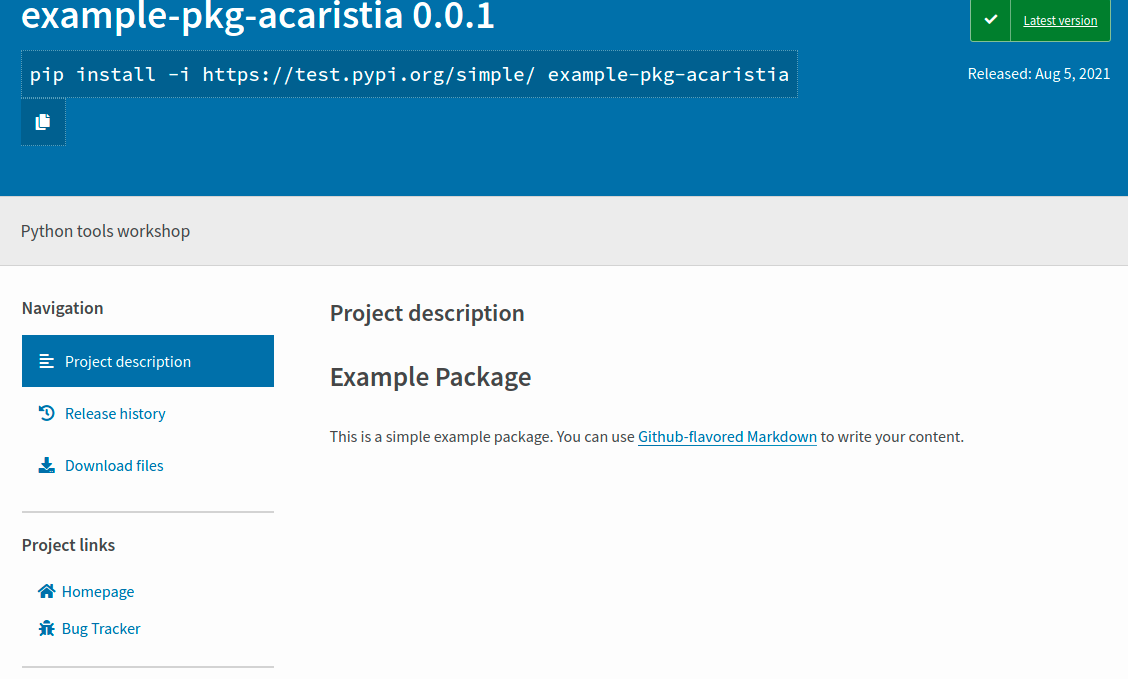 example-pkg-acaristia 0.0.1
Latest version
pip install -i https://test.pypi.org/simple/ example-pkg-acaristia
Released: Aug 5, 2021
Python tools workshop
Navigation
Project description
Release history
Download files
Project links
Homepage
Bug Tracker
Project description
Example Package
This is a simple example package. You can use Github-flavored Markdown to write your content.